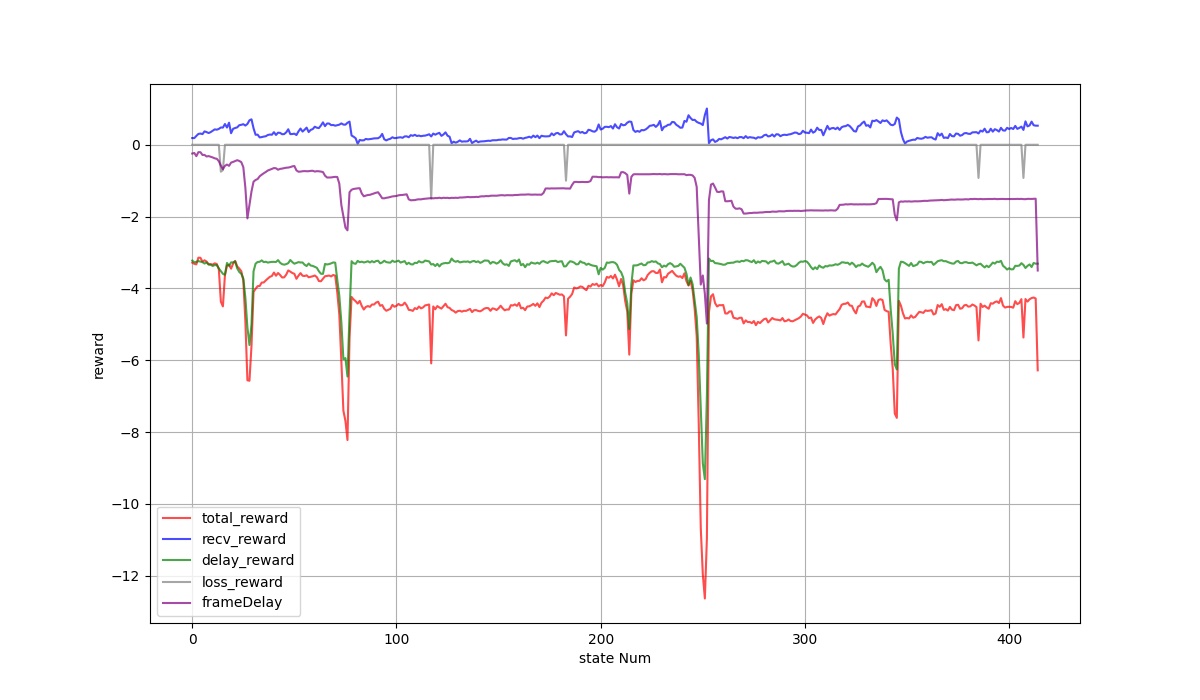 0
−2
−4
−6
−8
−10
−12
reward
total_reward
recv_reward
delay_reward
loss_reward
frameDelay
0 100 200 300 400
state Num